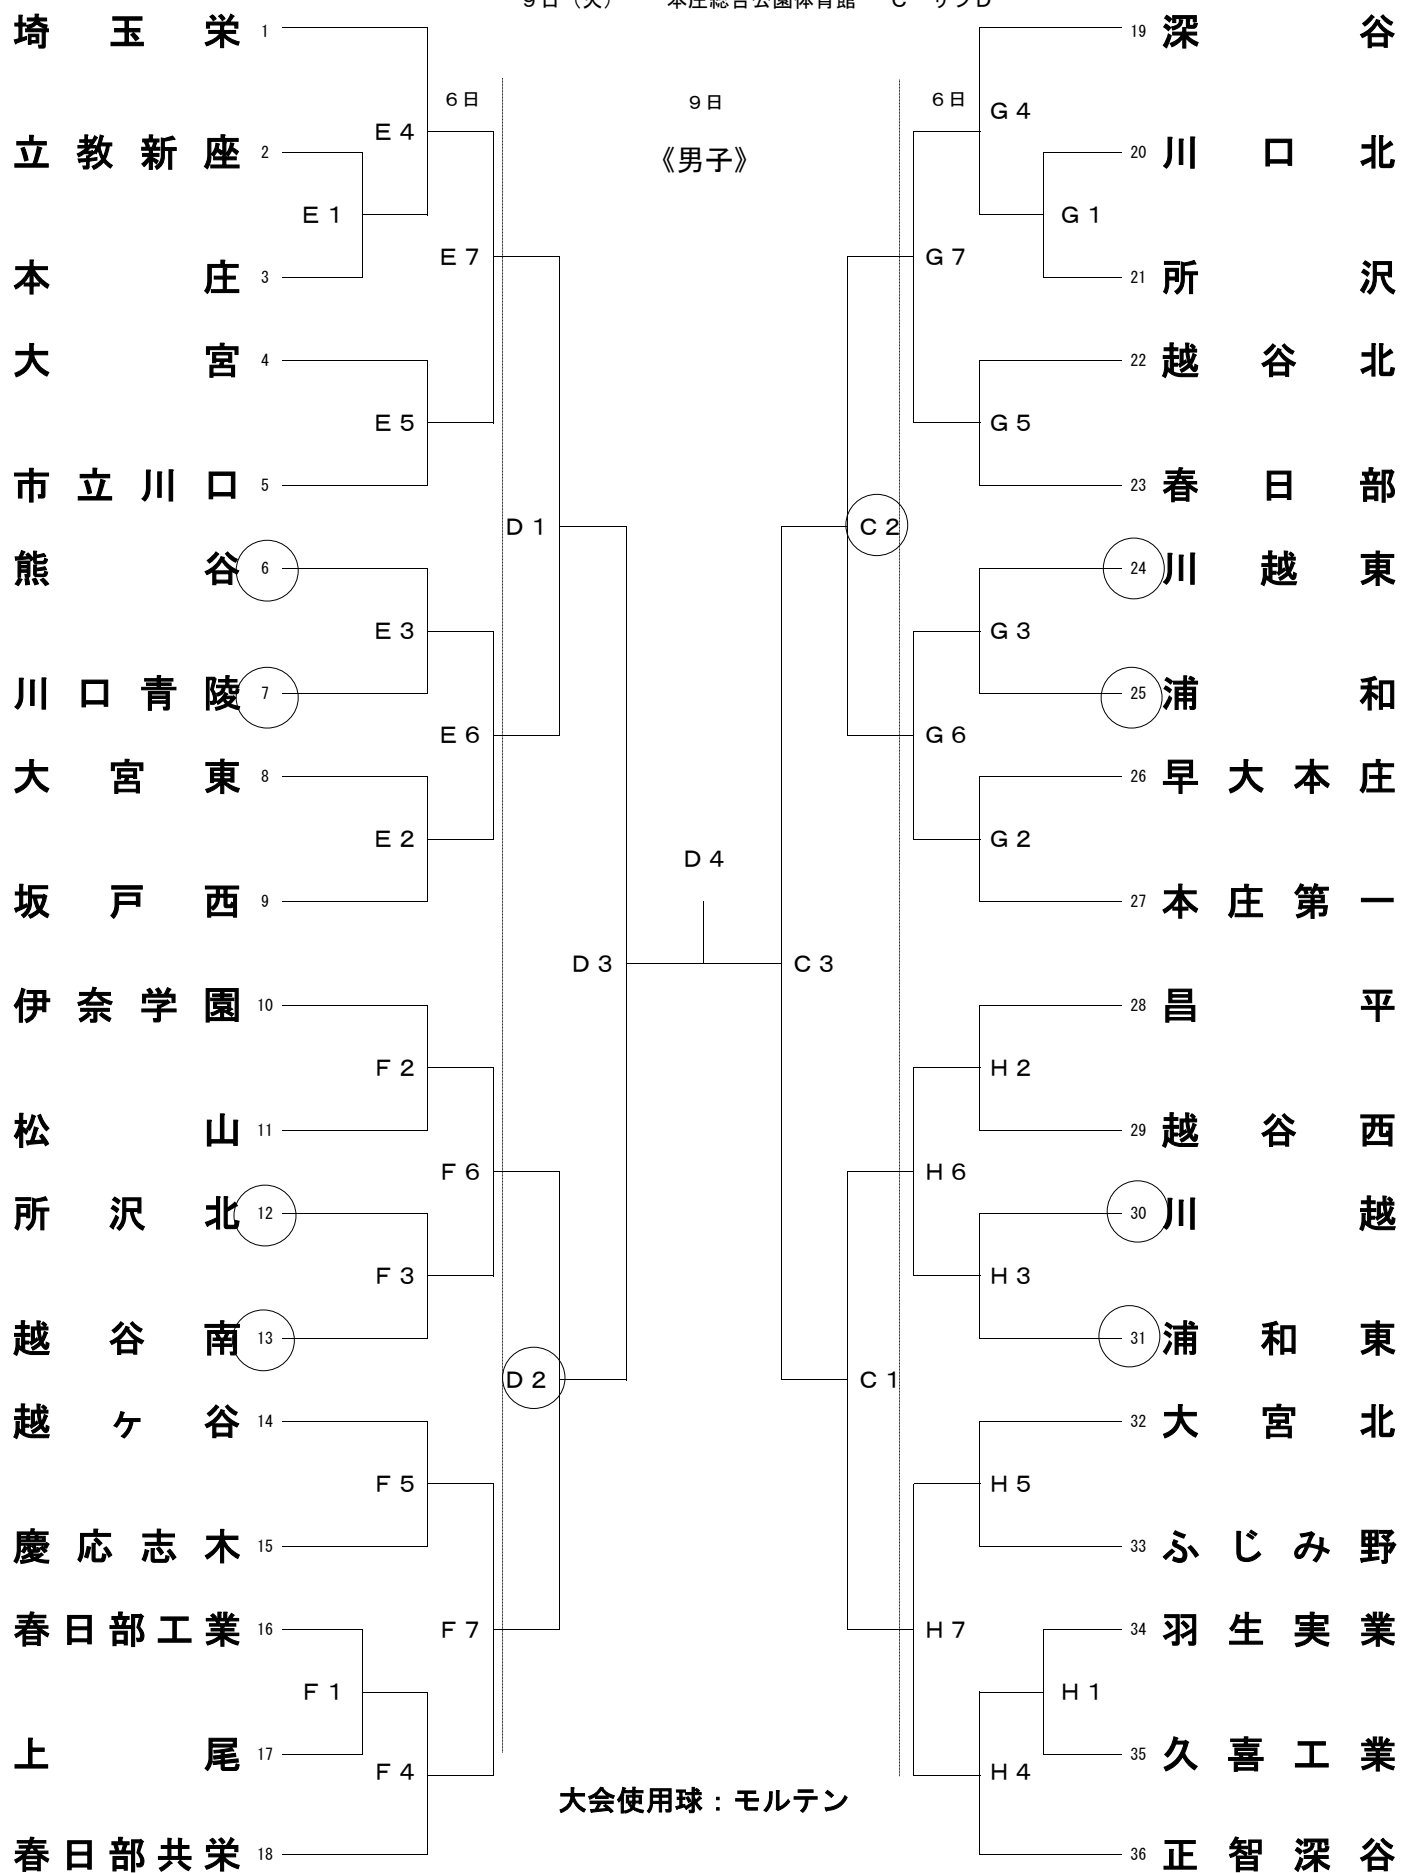 埼玉栄 1
19 深谷
6日
9日
6日
E4
G4
立教新座 2
《男子》
20 川口北
E1
G1
E7
G7
本庄 3
21 所沢
大宮 4
22 越谷北
E5
G5
市立川口 5
23 春日部
D1
C2
熊谷 6
24 川越東
E3
G3
川口青陵 7
25 浦和
E6
G6
大宮東 8
26 早大本庄
E2
G2
D4
坂戸西 9
27 本庄第一
D3
C3
伊奈学園 10
28 昌平
F2
H2
松山 11
29 越谷西
F6
H6
所沢北 12
30 川越
F3
H3
越谷南 13
31 浦和東
D2
C1
越ヶ谷 14
32 大宮北
F5
H5
慶応志木 15
33 ふじみ野
春日部工業 16
F7
H7
34 羽生実業
F1
H1
上尾 17
35 久喜工業
F4
H4
大会使用球：モルテン
春日部共栄 18
36 正智深谷